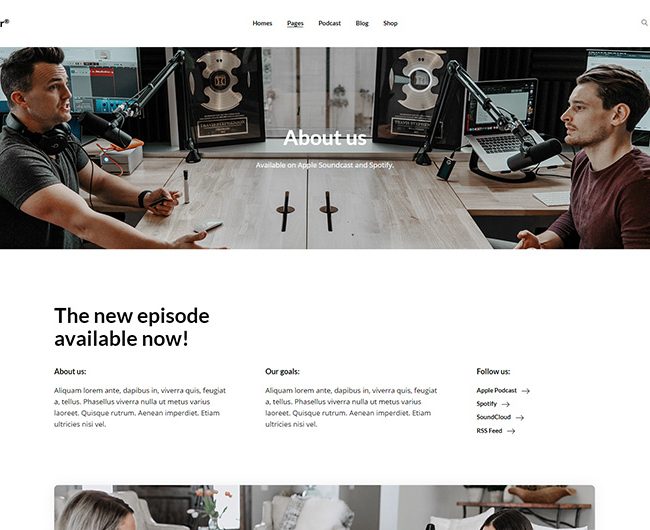 r®
Homes Pages Podcast Blog Shop
TRAVIS STEPHENSON
About us
Available on Apple Soundcast and Spotify.
The new episode
available now!
About us:
Aliquam lorem ante, dapibus in, viverra quis, feugiat
a, tellus. Phasellus viverra nulla ut metus varius
laoreet. Quisque rutrum. Aenean imperdiet. Etiam
ultricies nisi vel.
Our goals:
Aliquam lorem ante, dapibus in, viverra quis, feugiat
a, tellus. Phasellus viverra nulla ut metus varius
laoreet. Quisque rutrum. Aenean imperdiet. Etiam
ultricies nisi vel.
Follow us:
Apple Podcast
Spotify
SoundCloud
RSS Feed